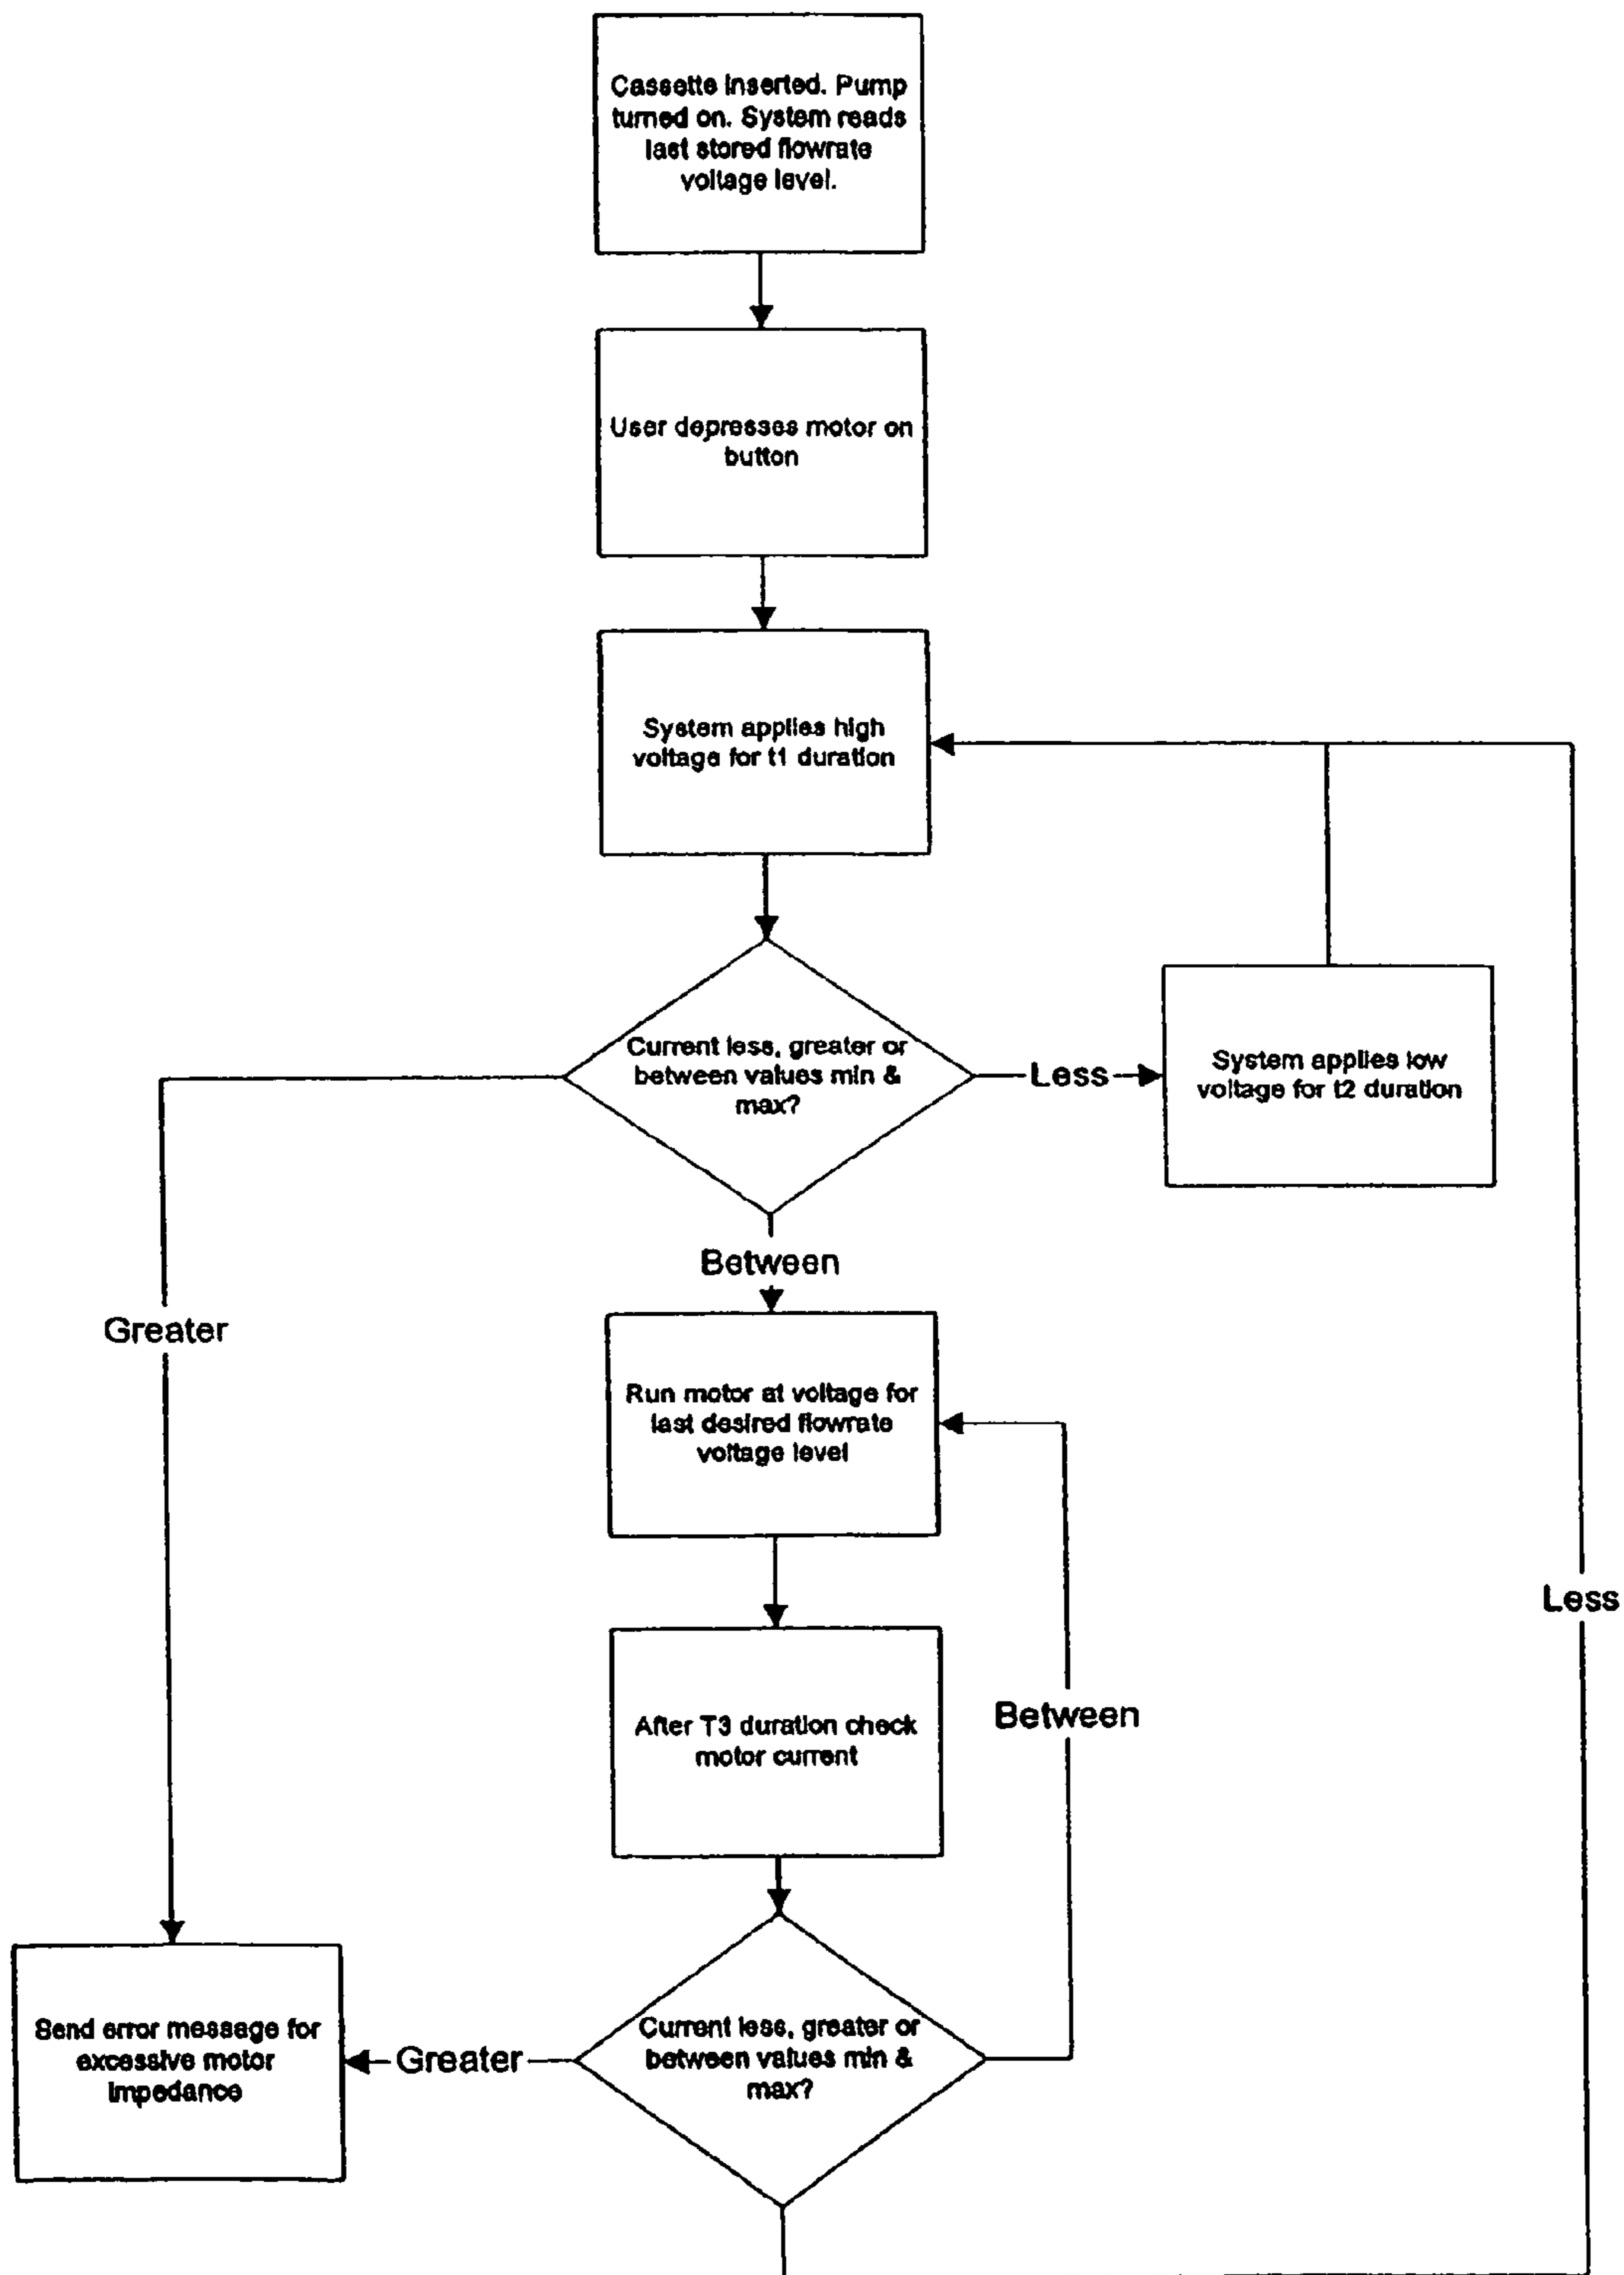 Cassette inserted. Pump
turned on. System reads
last stored flowrate
voltage level.
User depresses motor on
button
System applies high
voltage for t1 duration
Current less, greater or
between values min &
max?
Less
System applies low
voltage for t2 duration
Between
Greater
Run motor at voltage for
last desired flowrate
voltage level
Less
After T3 duration check
motor current
Between
Send error message for
excessive motor
impedance
Greater
Current less, greater or
between values min &
max?